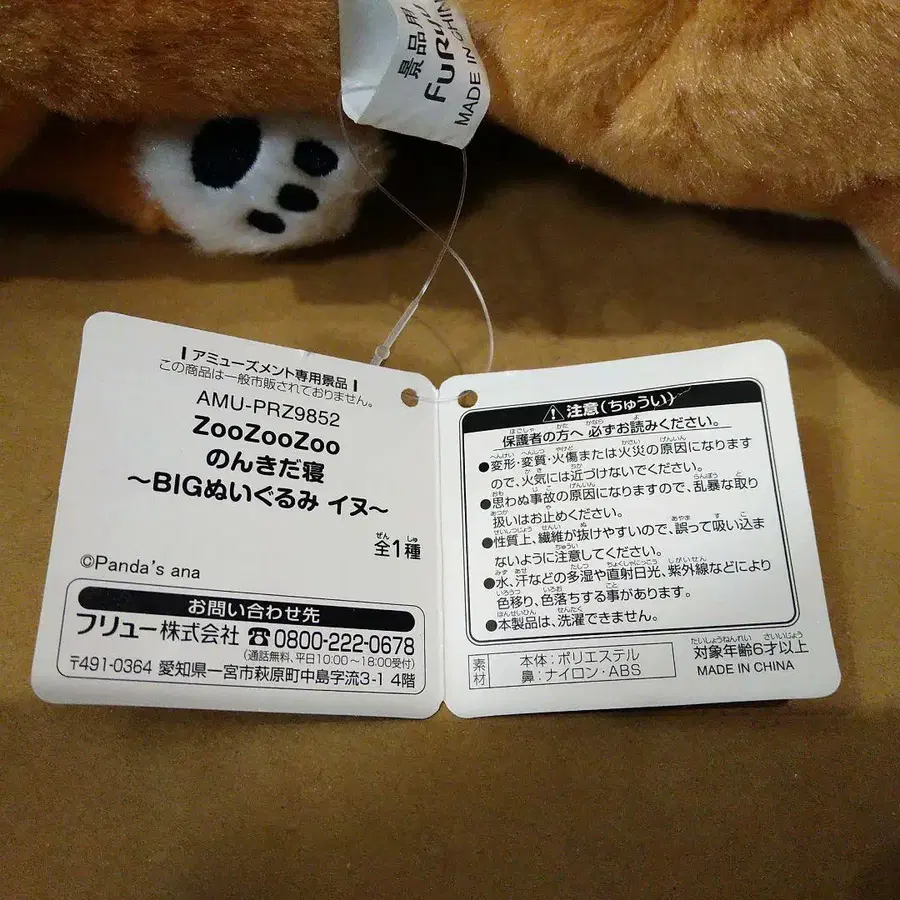 景品用
FURYU
MADE IN CHINA
アミューズメント専用景品
この商品は一般市販されておりません。
AMU-PRZ9852
ZooZooZoo
のんきだ寝
～BIGぬいぐるみ イヌ～
全1種
©Panda's ana
お問い合わせ先
フリュー株式会社 ☎0800-222-0678
(通話無料、平日10:00～18:00受付)
〒491-0364 愛知県一宮市萩原町中島字流3-1 4階
⚠注意(ちゅうい)
保護者の方へ 必ずお読みください。
●変形・変質・火傷または火災の原因になります
ので、火気には近づけないでください。
●思わぬ事故の原因になりますので、乱暴な取り
扱いはお止めください。
●性質上、繊維が抜けやすいので、誤って吸い込ま
ないように注意してください。
●水、汗などの多湿や直射日光、紫外線などにより
色移り、色落ちする事があります。
●本製品は、洗濯できません。
素材
本体:ポリエステル
鼻:ナイロン・ABS
対象年齢6才以上
MADE IN CHINA